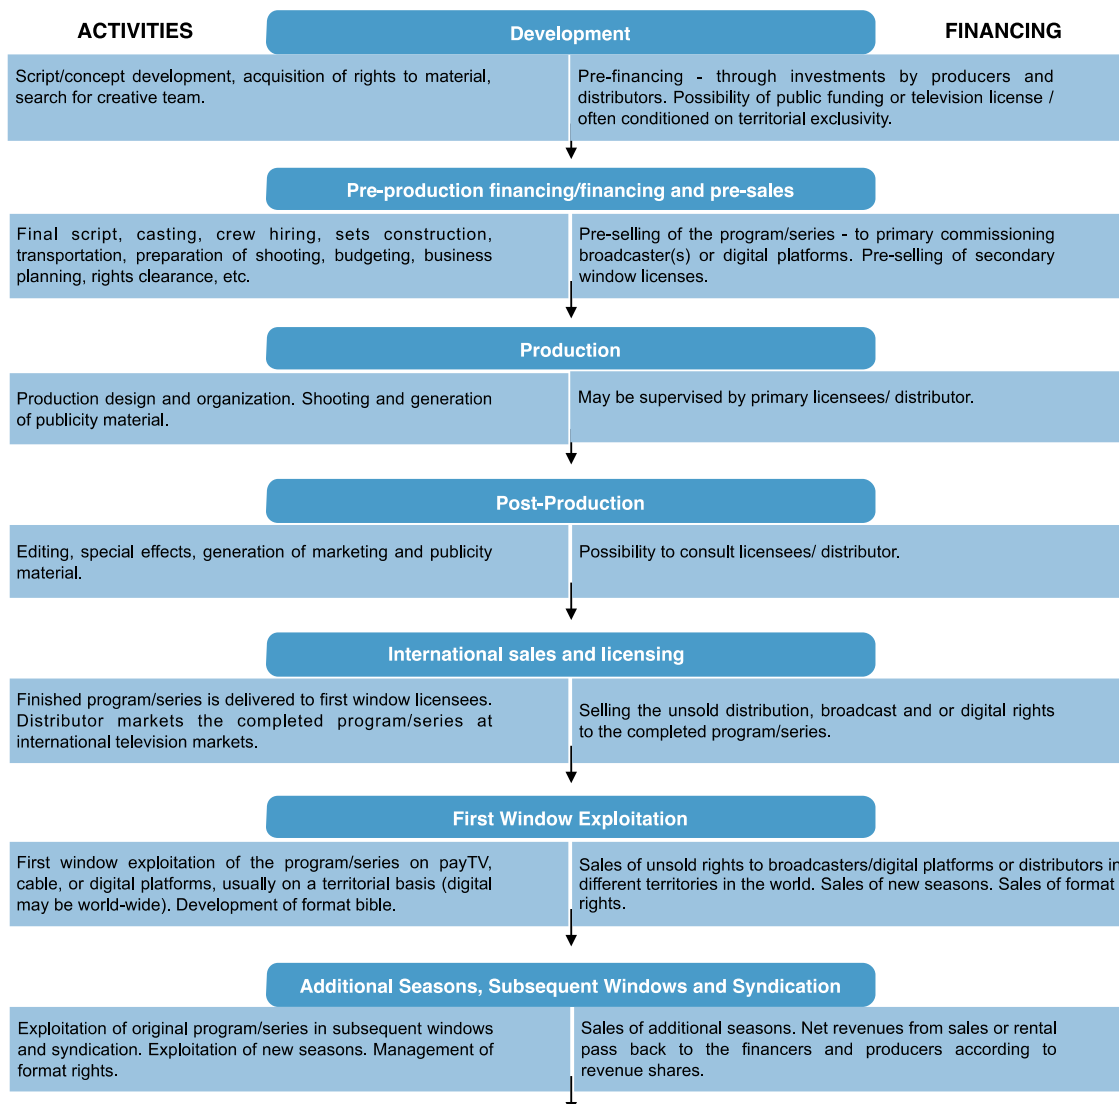 ACTIVITIES
Development
FINANCING
Script/concept development, acquisition of rights to material,
search for creative team.
Pre-financing - through investments by producers and
distributors. Possibility of public funding or television license /
often conditioned on territorial exclusivity.
Pre-production financing/financing and pre-sales
Final script, casting, crew hiring, sets construction,
transportation, preparation of shooting, budgeting, business
planning, rights clearance, etc.
Pre-selling of the program/series - to primary commissioning
broadcaster(s) or digital platforms. Pre-selling of secondary
window licenses.
Production
Production design and organization. Shooting and generation
of publicity material.
May be supervised by primary licensees/ distributor.
Post-Production
Editing, special effects, generation of marketing and publicity
material.
Possibility to consult licensees/ distributor.
International sales and licensing
Finished program/series is delivered to first window licensees.
Distributor markets the completed program/series at
international television markets.
Selling the unsold distribution, broadcast and or digital rights
to the completed program/series.
First Window Exploitation
First window exploitation of the program/series on payTV,
cable, or digital platforms, usually on a territorial basis (digital
may be world-wide). Development of format bible.
Sales of unsold rights to broadcasters/digital platforms or distributors in
different territories in the world. Sales of new seasons. Sales of format
rights.
Additional Seasons, Subsequent Windows and Syndication
Exploitation of original program/series in subsequent windows
and syndication. Exploitation of new seasons. Management of
format rights.
Sales of additional seasons. Net revenues from sales or rental
pass back to the financers and producers according to
revenue shares.